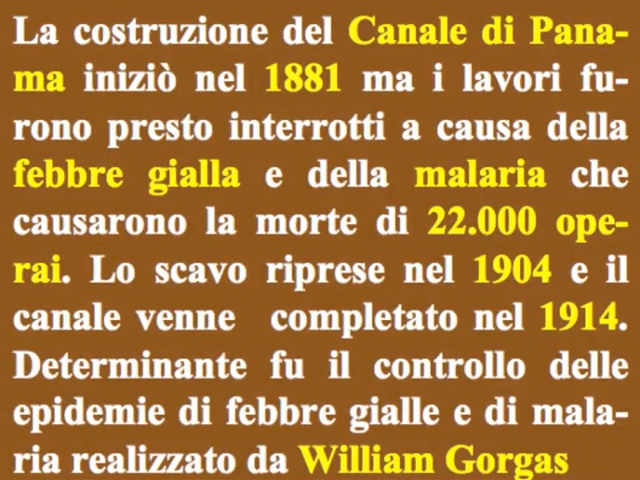 La costruzione del Canale di Pana-
ma iniziò nel 1881 ma i lavori fu-
rono presto interrotti a causa della
febbre gialla e della malaria che
causarono la morte di 22.000 ope-
rai. Lo scavo riprese nel 1904 e il
canale venne completato nel 1914.
Determinante fu il controllo delle
epidemie di febbre gialle e di mala-
ria realizzato da William Gorgas